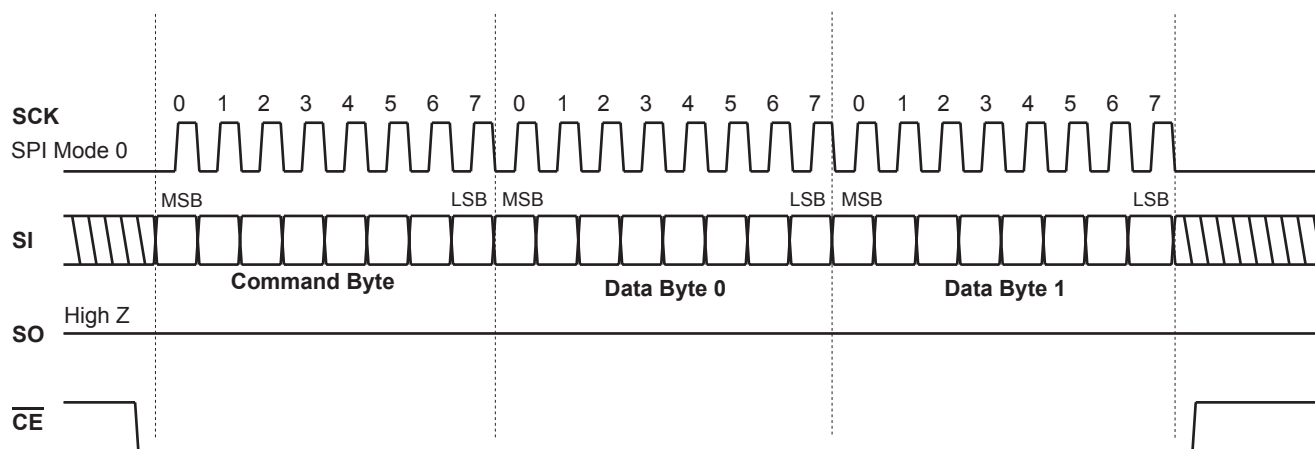 0 1 2 3 4 5 6 7 0 1 2 3 4 5 6 7 0 1 2 3 4 5 6 7
SCK
SPI Mode 0
MSB LSB MSB LSB MSB LSB
SI
Command Byte Data Byte 0 Data Byte 1
High Z
SO
CE